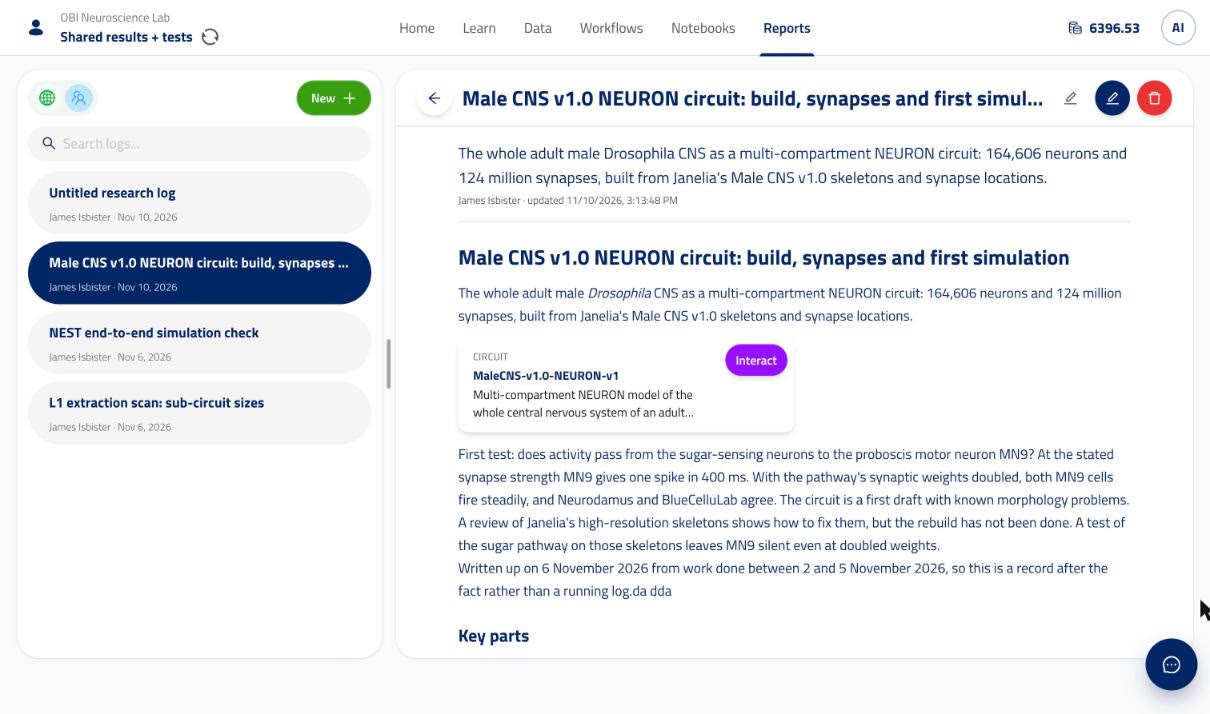 OBI Neuroscience Lab
Shared results + tests
Home
Learn
Data
Workflows
Notebooks
Reports
6396.53
AI
New +
Search logs...
Untitled research log
James Isbister · Nov 10, 2026
Male CNS v1.0 NEURON circuit: build, synapses ...
James Isbister · Nov 10, 2026
NEST end-to-end simulation check
James Isbister · Nov 6, 2026
L1 extraction scan: sub-circuit sizes
James Isbister · Nov 6, 2026
Male CNS v1.0 NEURON circuit: build, synapses and first simul...
The whole adult male Drosophila CNS as a multi-compartment NEURON circuit: 164,606 neurons and
124 million synapses, built from Janelia's Male CNS v1.0 skeletons and synapse locations.
James Isbister · updated 11/10/2026, 3:13:48 PM
Male CNS v1.0 NEURON circuit: build, synapses and first simulation
The whole adult male Drosophila CNS as a multi-compartment NEURON circuit: 164,606 neurons and 124 million
synapses, built from Janelia's Male CNS v1.0 skeletons and synapse locations.
CIRCUIT
Interact
MaleCNS-v1.0-NEURON-v1
Multi-compartment NEURON model of the
whole central nervous system of an adult...
First test: does activity pass from the sugar-sensing neurons to the proboscis motor neuron MN9? At the stated
synapse strength MN9 gives one spike in 400 ms. With the pathway's synaptic weights doubled, both MN9 cells
fire steadily, and Neurodamus and BlueCelluLab agree. The circuit is a first draft with known morphology problems.
A review of Janelia's high-resolution skeletons shows how to fix them, but the rebuild has not been done. A test of
the sugar pathway on those skeletons leaves MN9 silent even at doubled weights.
Written up on 6 November 2026 from work done between 2 and 5 November 2026, so this is a record after the
fact rather than a running log.da dda
Key parts